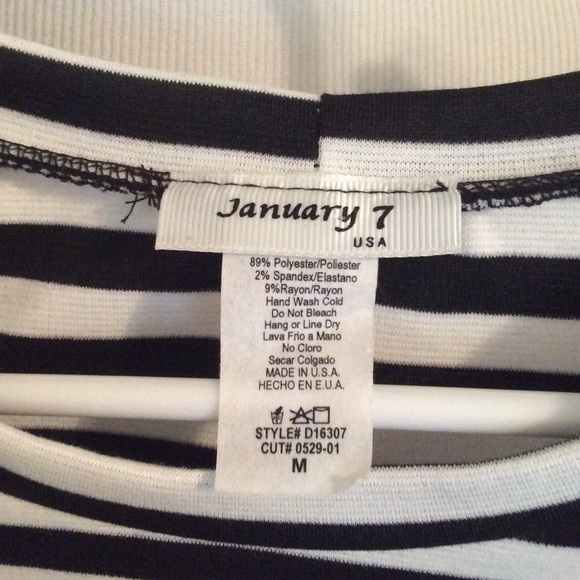 January 7
USA
89% Polyester/Poliester
2% Spandex/Elastano
9%Rayon/Rayon
Hand Wash Cold
Do Not Bleach
Hang or Line Dry
Lava Frio a Mano
No Cloro
Secar Colgado
MADE IN U.S.A.
HECHO EN E.U.A.
STYLE# D16307
CUT# 0529-01
M